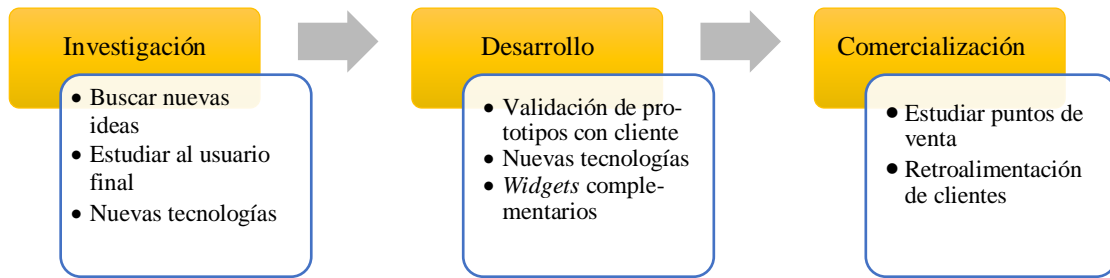 Investigación
• Buscar nuevas
ideas
• Estudiar al usuario
final
• Nuevas tecnologías
Desarrollo
• Validación de pro-
totipos con cliente
• Nuevas tecnologías
• Widgets comple-
mentarios
Comercialización
• Estudiar puntos de
venta
• Retroalimentación
de clientes